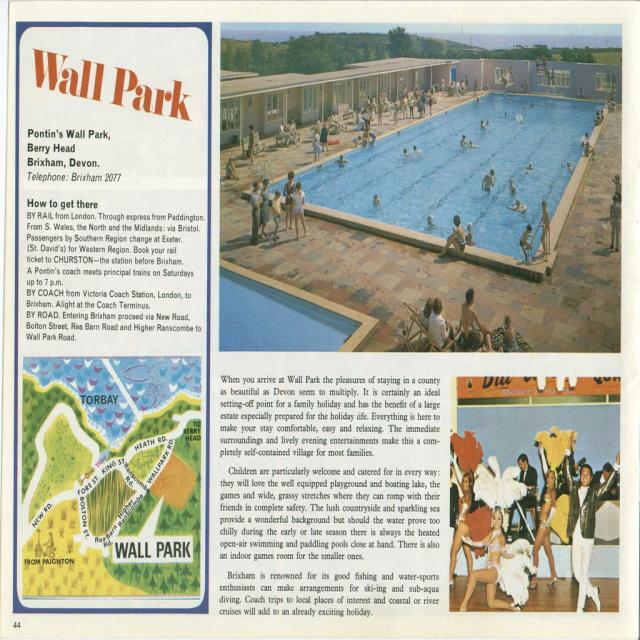 Wall Park
Pontin's Wall Park,
Berry Head
Brixham, Devon.
Telephone: Brixham 2077
How to get there
BY RAIL from London. Through express from Paddington.
From S. Wales, the North and the Midlands: via Bristol.
Passengers by Southern Region change at Exeter.
(St. David's) for Western Region. Book your rail
ticket to CHURSTON—the station before Brixham.
A Pontin's coach meets principal trains on Saturdays
up to 7 p.m.
BY COACH from Victoria Coach Station, London, to
Brixham. Alight at the Coach Terminus.
BY ROAD. Entering Brixham proceed via New Road,
Bolton Street, Rea Barn Road and Higher Ranscombe to
Wall Park Road.
TORBAY
TO
BERRY
HEAD
HEATH RD.
KING ST.
WALLPARK RD.
One Way
FORE ST.
NEW RD.
BOLTON ST.
Rea Barn Rd.
Higher
Ranscombe
Rd.
FROM PAIGNTON
WALL PARK
When you arrive at Wall Park the pleasures of staying in a county
as beautiful as Devon seem to multiply. It is certainly an ideal
setting-off point for a family holiday and has the benefit of a large
estate especially prepared for the holiday life. Everything is here to
make your stay comfortable, easy and relaxing. The immediate
surroundings and lively evening entertainments make this a com-
pletely self-contained village for most families.
Children are particularly welcome and catered for in every way:
they will love the well equipped playground and boating lake, the
games and wide, grassy stretches where they can romp with their
friends in complete safety. The lush countryside and sparkling sea
provide a wonderful background but should the water prove too
chilly during the early or late season there is always the heated
open-air swimming and paddling pools close at hand. There is also
an indoor games room for the smaller ones.
Brixham is renowned for its good fishing and water-sports
enthusiasts can make arrangements for ski-ing and sub-aqua
diving. Coach trips to local places of interest and coastal or river
cruises will add to an already exciting holiday.
44